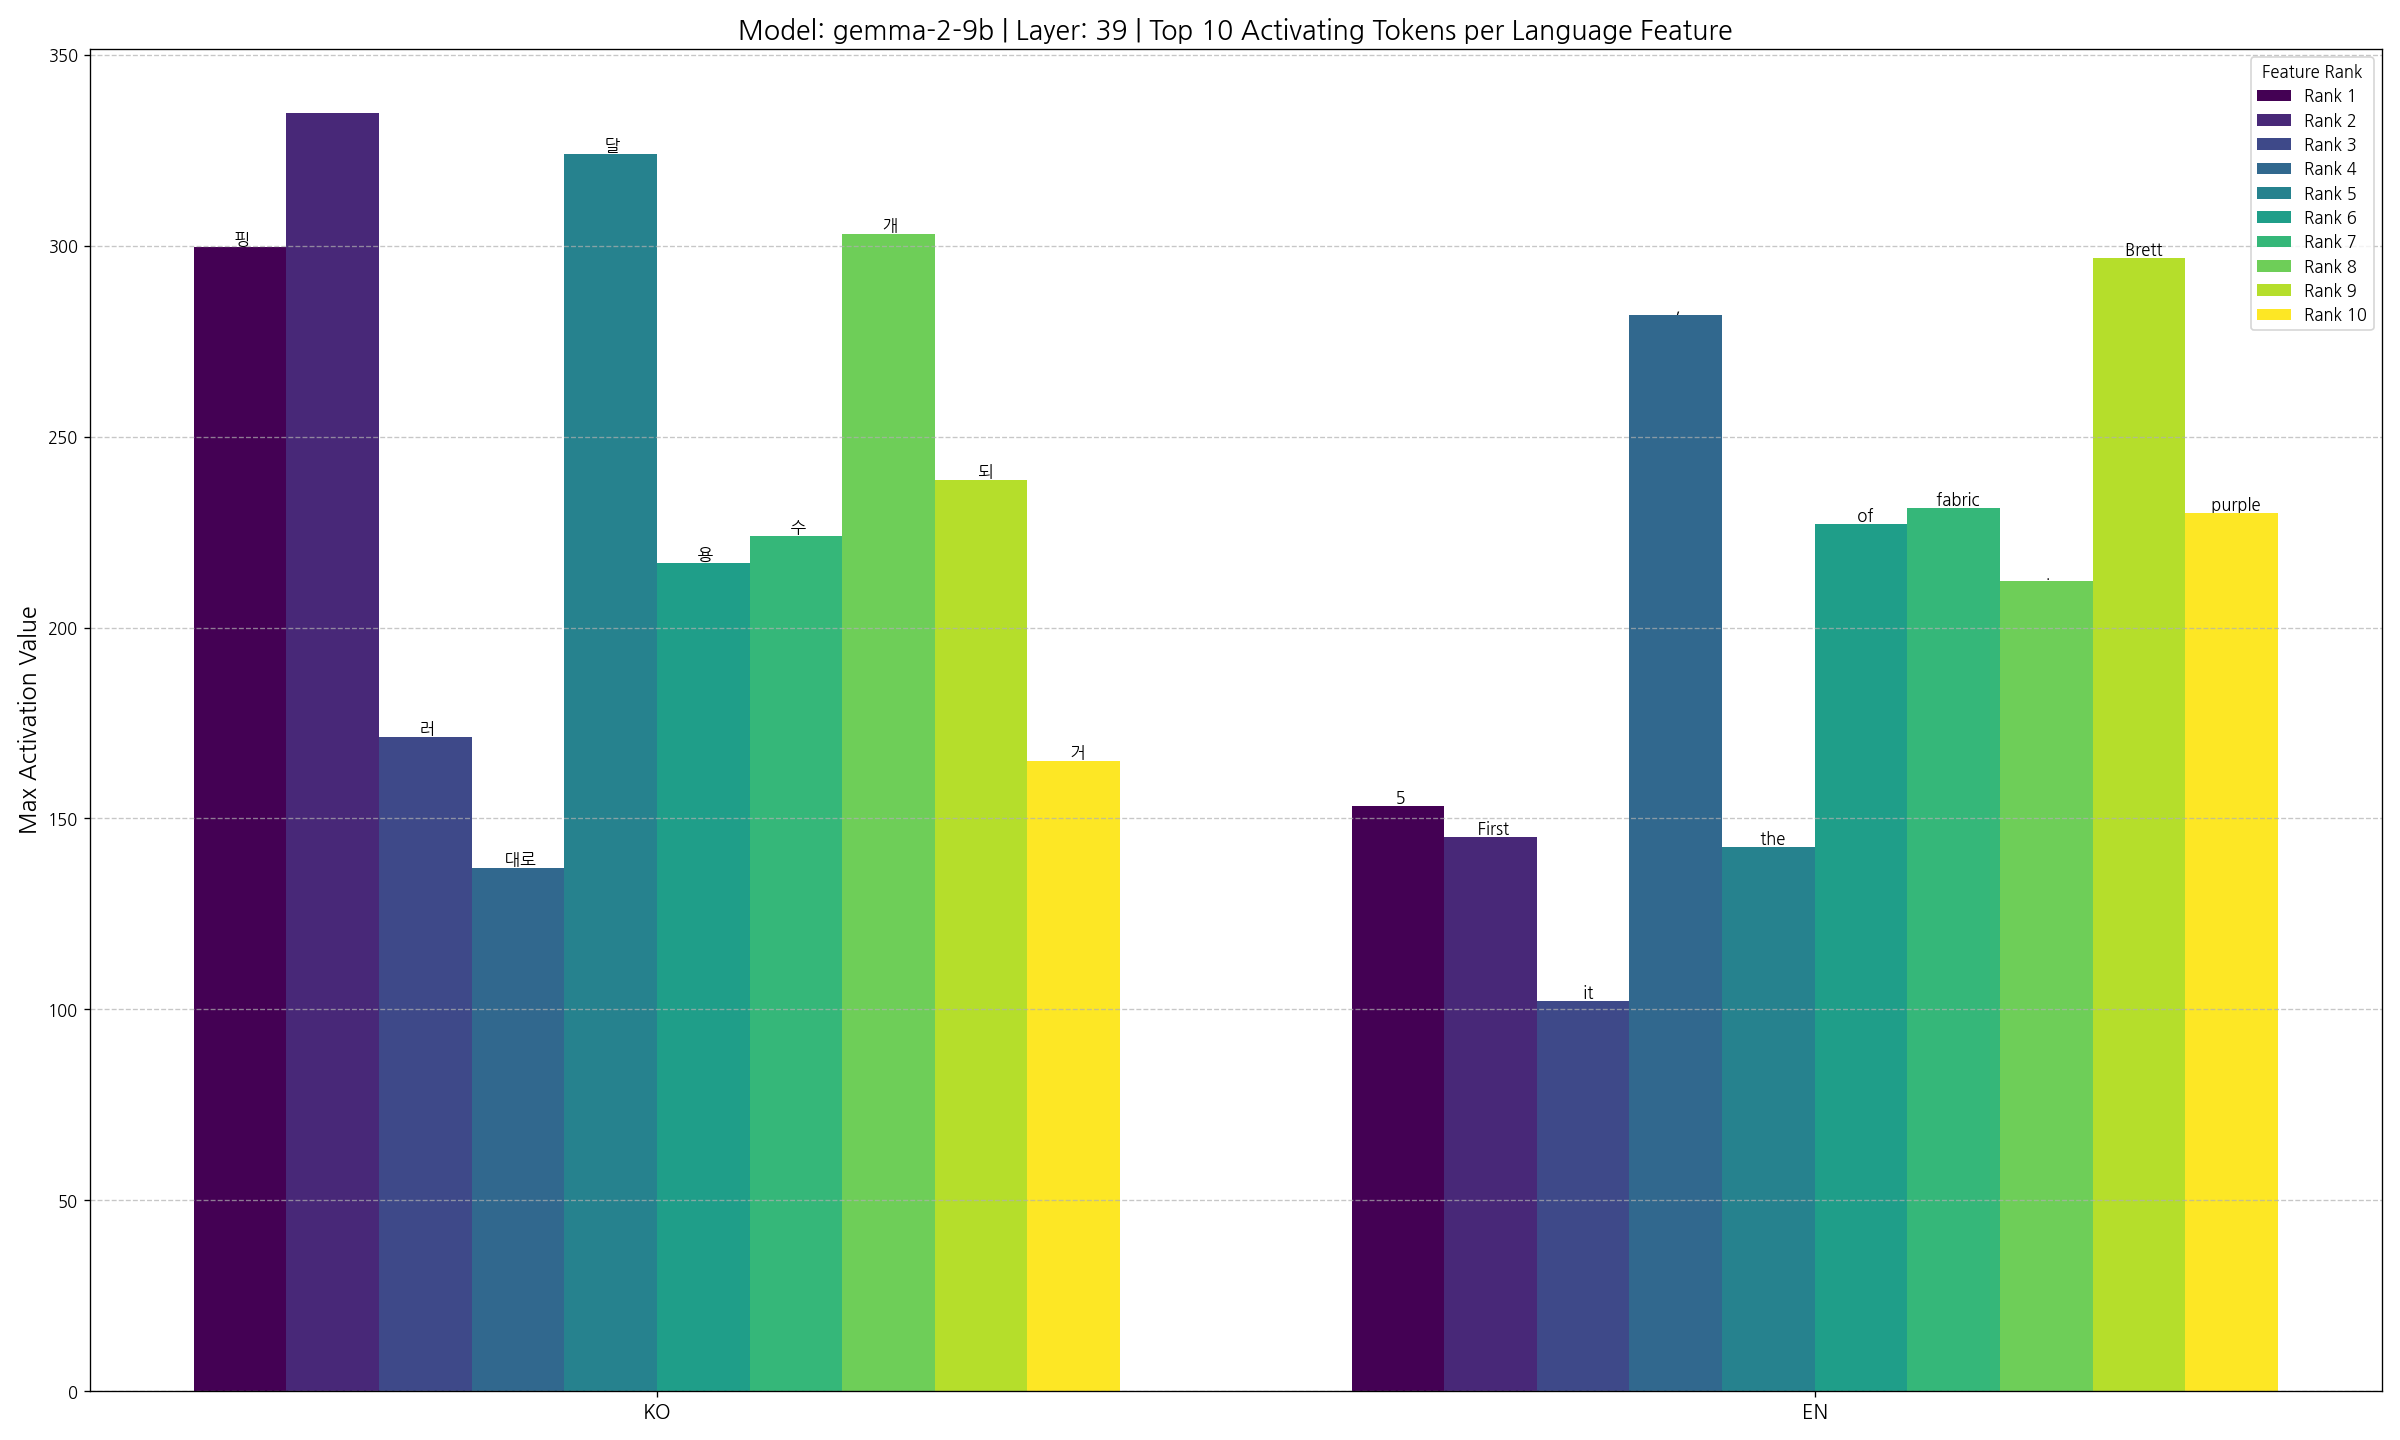 Model: gemma-2-9b | Layer: 39 | Top 10 Activating Tokens per Language Feature
Max Activation Value
350
300
250
200
150
100
50
0
핑
러
대로
달
용
수
개
되
거
5
First
it
,
the
of
fabric
.
Brett
purple
KO
EN
Feature Rank
Rank 1
Rank 2
Rank 3
Rank 4
Rank 5
Rank 6
Rank 7
Rank 8
Rank 9
Rank 10